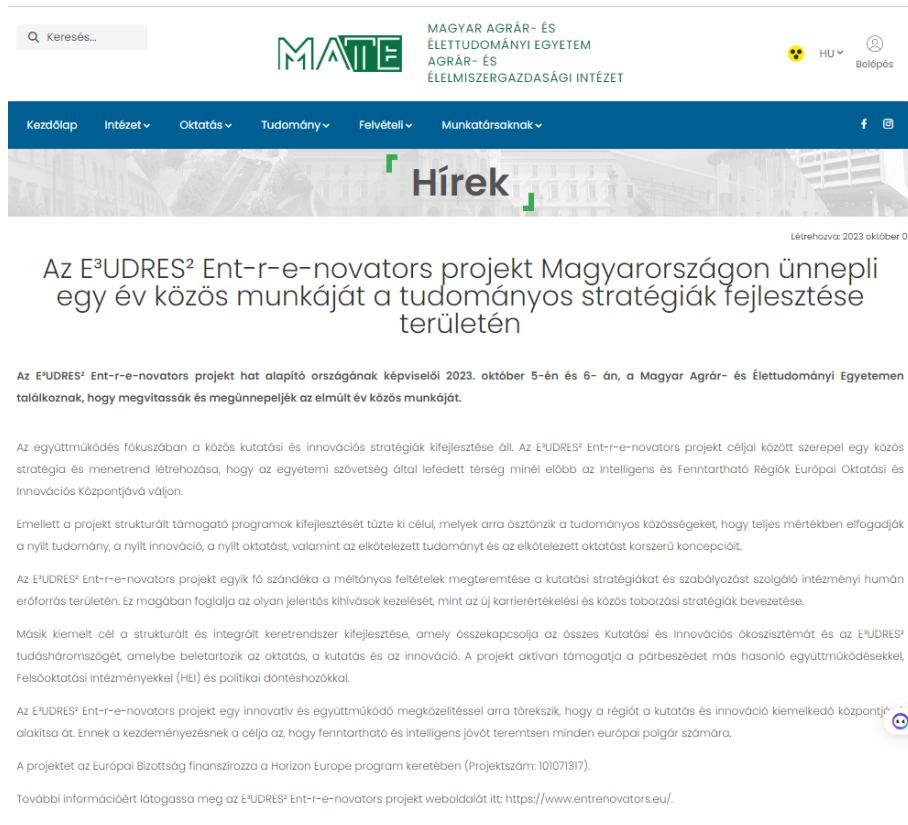 Keresés...
MATE
MAGYAR AGRÁR- ÉS
ÉLETTUDOMÁNYI EGYETEM
AGRÁR- ÉS
ÉLELMISZERGAZDASÁGI INTÉZET
HU
Belépés
Kezdőlap Intézet Oktatás Tudomány Felvételi Munkatársaknak
Hírek
Létrehozva: 2023 október 0
Az E³UDRES² Ent-r-e-novators projekt Magyarországon ünnepli
egy év közös munkáját a tudományos stratégiák fejlesztése
területén
Az E³UDRES² Ent-r-e-novators projekt hat alapító országának képviselői 2023. október 5-én és 6- án, a Magyar Agrár- és Élettudományi Egyetemen
találkoznak, hogy megvitassák és megünnepeljék az elmúlt év közös munkáját.
Az együttműködés fókuszában a közös kutatási és innovációs stratégiák kifejlesztése áll. Az E³UDRES² Ent-r-e-novators projekt céljai között szerepel egy közös
stratégia és menetrend létrehozása, hogy az egyetemi szövetség által lefedett térség minél előbb az Intelligens és Fenntartható Régiók Európai Oktatási és
Innovációs Központjává váljon.
Emellett a projekt strukturált támogató programok kifejlesztését tűzte ki célul, melyek arra ösztönzik a tudományos közösségeket, hogy teljes mértékben elfogadják
a nyílt tudomány, a nyílt innováció, a nyílt oktatást, valamint az elkötelezett tudományt és az elkötelezett oktatást korszerű koncepcióit.
Az E³UDRES² Ent-r-e-novators projekt egyik fő szándéka a méltányos feltételek megteremtése a kutatási stratégiákat és szabályozást szolgáló intézményi humán
erőforrás területén. Ez magában foglalja az olyan jelentős kihívások kezelését, mint az új karrierértékelési és közös toborzási stratégiák bevezetése.
Másik kiemelt cél a strukturált és integrált keretrendszer kifejlesztése, amely összekapcsolja az összes Kutatási és Innovációs ökoszisztémát és az E³UDRES²
tudásháromszögét, amelybe beletartozik az oktatás, a kutatás és az innováció. A projekt aktívan támogatja a párbeszédet más hasonló együttműködésekkel,
Felsőoktatási Intézményekkel (HEI) és politikai döntéshozókkal.
Az E³UDRES² Ent-r-e-novators projekt egy innovatív és együttműködő megközelítéssel arra törekszik, hogy a régiót a kutatás és innováció kiemelkedő
alakítsa át. Ennek a kezdeményezésnek a célja az, hogy fenntartható és intelligens jövőt teremtsen minden európai polgár számára.
A projektet az Európai Bizottság finanszírozza a Horizon Europe program keretében (Projektszám: 101071317).
További információért látogassa meg az E³UDRES² Ent-r-e-novators projekt weboldalát itt: https://www.entrenovators.eu/.